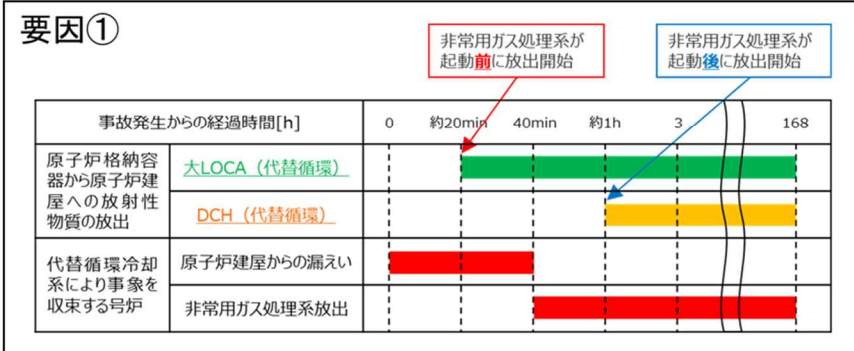 要因①
非常用ガス処理系が
起動前に放出開始
非常用ガス処理系が
起動後に放出開始
事故発生からの経過時間[h] 0 約20min 40min 約1h 3 168
原子炉格納容
器から原子炉建
屋への放射性
物質の放出
大LOCA（代替循環）
DCH（代替循環）
代替循環冷却
系により事象を
収束する号炉
原子炉建屋からの漏えい
非常用ガス処理系放出